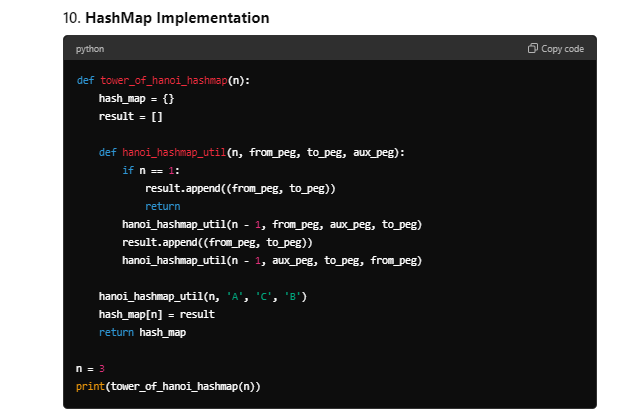 10. HashMap Implementation
python
Copy code
def tower_of_hanoi_hashmap(n):
    hash_map = {}
    result = []
    def hanoi_hashmap_util(n, from_peg, to_peg, aux_peg):
        if n == 1:
            result.append((from_peg, to_peg))
            return
        hanoi_hashmap_util(n - 1, from_peg, aux_peg, to_peg)
        result.append((from_peg, to_peg))
        hanoi_hashmap_util(n - 1, aux_peg, to_peg, from_peg)
    hanoi_hashmap_util(n, 'A', 'C', 'B')
    hash_map[n] = result
    return hash_map
n = 3
print(tower_of_hanoi_hashmap(n))